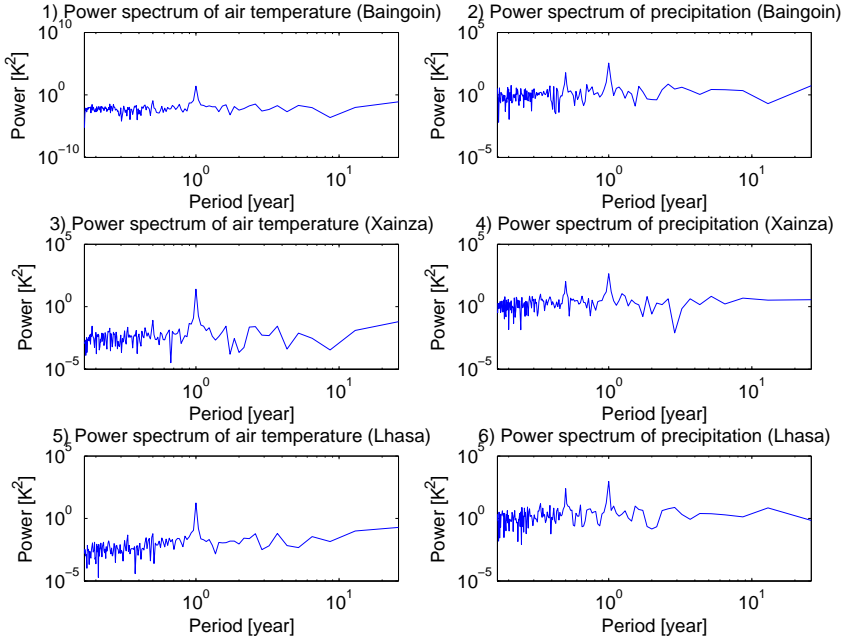 1) Power spectrum of air temperature (Baingoin)
10^10
10^0
10^-10
Power [K^2]
10^0
10^1
Period [year]
2) Power spectrum of precipitation (Baingoin)
10^5
10^0
10^-5
Power [K^2]
10^0
10^1
Period [year]
3) Power spectrum of air temperature (Xainza)
10^5
10^0
10^-5
Power [K^2]
10^0
10^1
Period [year]
4) Power spectrum of precipitation (Xainza)
10^5
10^0
10^-5
Power [K^2]
10^0
10^1
Period [year]
5) Power spectrum of air temperature (Lhasa)
10^5
10^0
10^-5
Power [K^2]
10^0
10^1
Period [year]
6) Power spectrum of precipitation (Lhasa)
10^5
10^0
10^-5
Power [K^2]
10^0
10^1
Period [year]